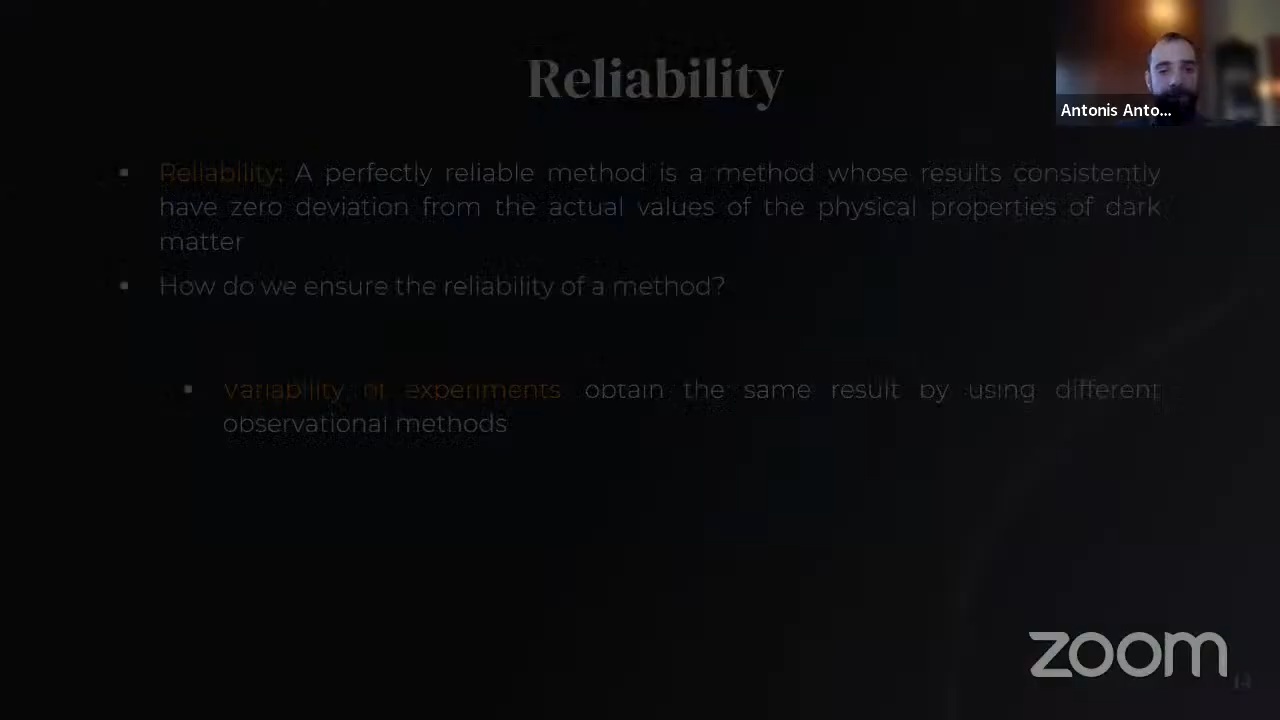 Reliability
Antonis Anto...
▪ Reliability: A perfectly reliable method is a method whose results consistently
have zero deviation from the actual values of the physical properties of dark
matter
▪ How do we ensure the reliability of a method?
▪ Variability of experiments obtain the same result by using different
observational methods
zoom
14